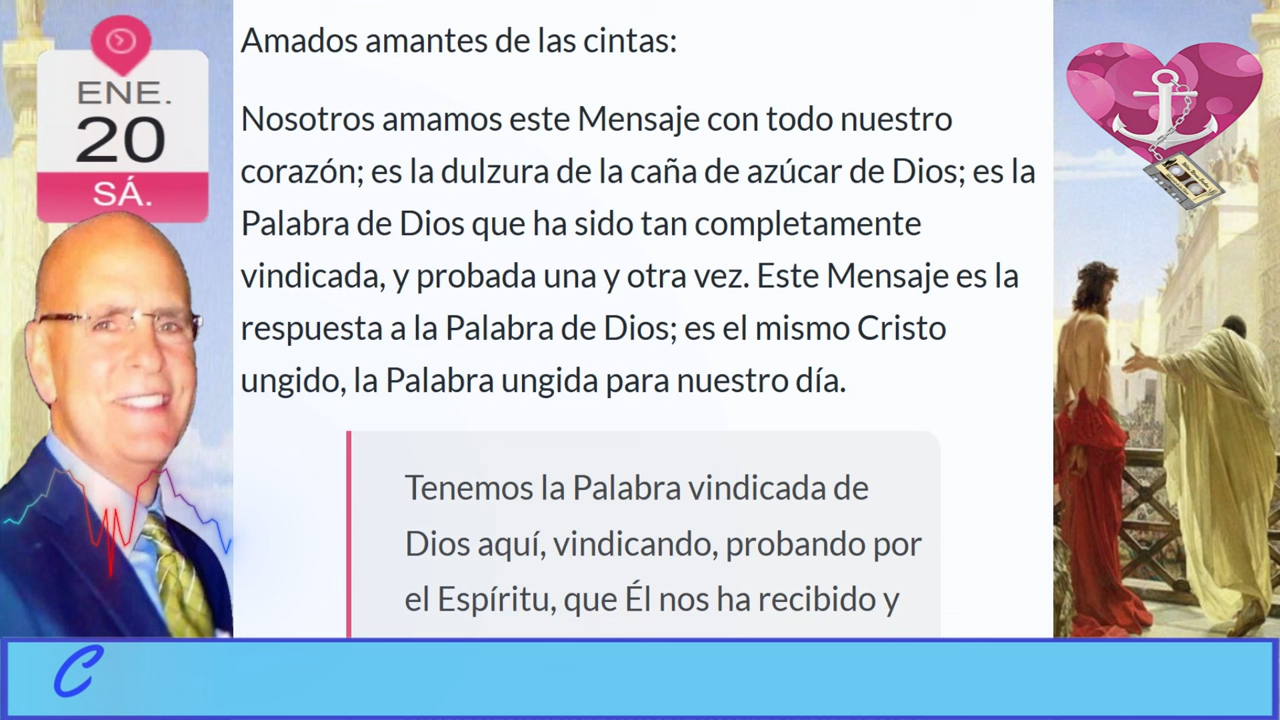 ENE.
20
SÁ.
Amados amantes de las cintas:
Nosotros amamos este Mensaje con todo nuestro
corazón; es la dulzura de la caña de azúcar de Dios; es la
Palabra de Dios que ha sido tan completamente
vindicada, y probada una y otra vez. Este Mensaje es la
respuesta a la Palabra de Dios; es el mismo Cristo
ungido, la Palabra ungida para nuestro día.
Tenemos la Palabra vindicada de
Dios aquí, vindicando, probando por
el Espíritu, que Él nos ha recibido y
C